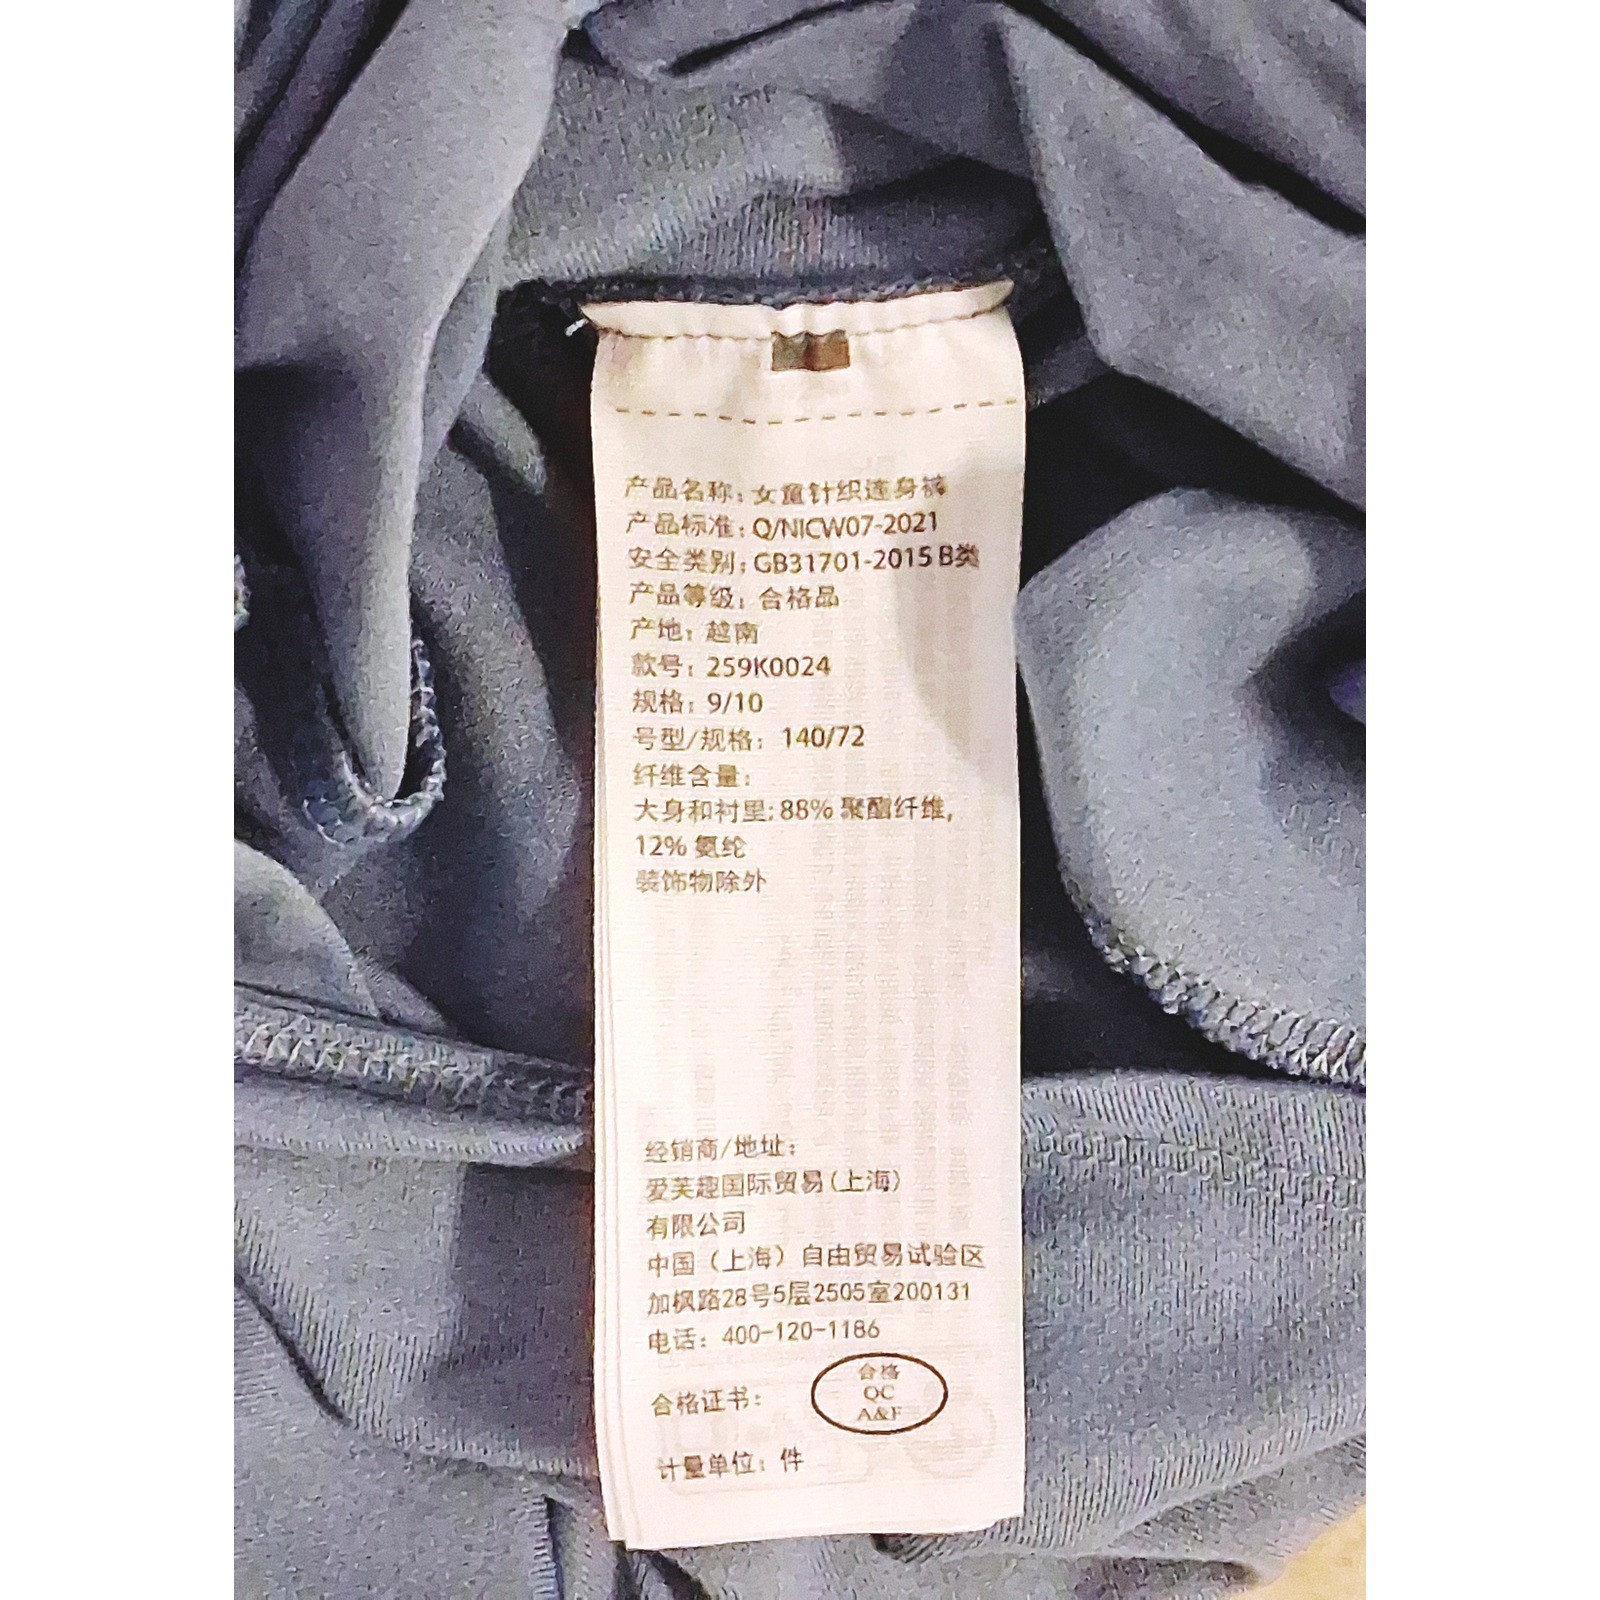 产品名称：女童针织连身裤
产品标准：Q/NICW07-2021
安全类别：GB31701-2015 B类
产品等级：合格品
产地：越南
款号：259K0024
规格：9/10
号型/规格：140/72
纤维含量：
大身和衬里：88% 聚酯纤维，
12% 氨纶
装饰物除外
经销商/地址：
爱芙趣国际贸易（上海）
有限公司
中国（上海）自由贸易试验区
加枫路28号5层2505室200131
电话：400-120-1186
合格证书：
合格
QC
A&F
计量单位：件